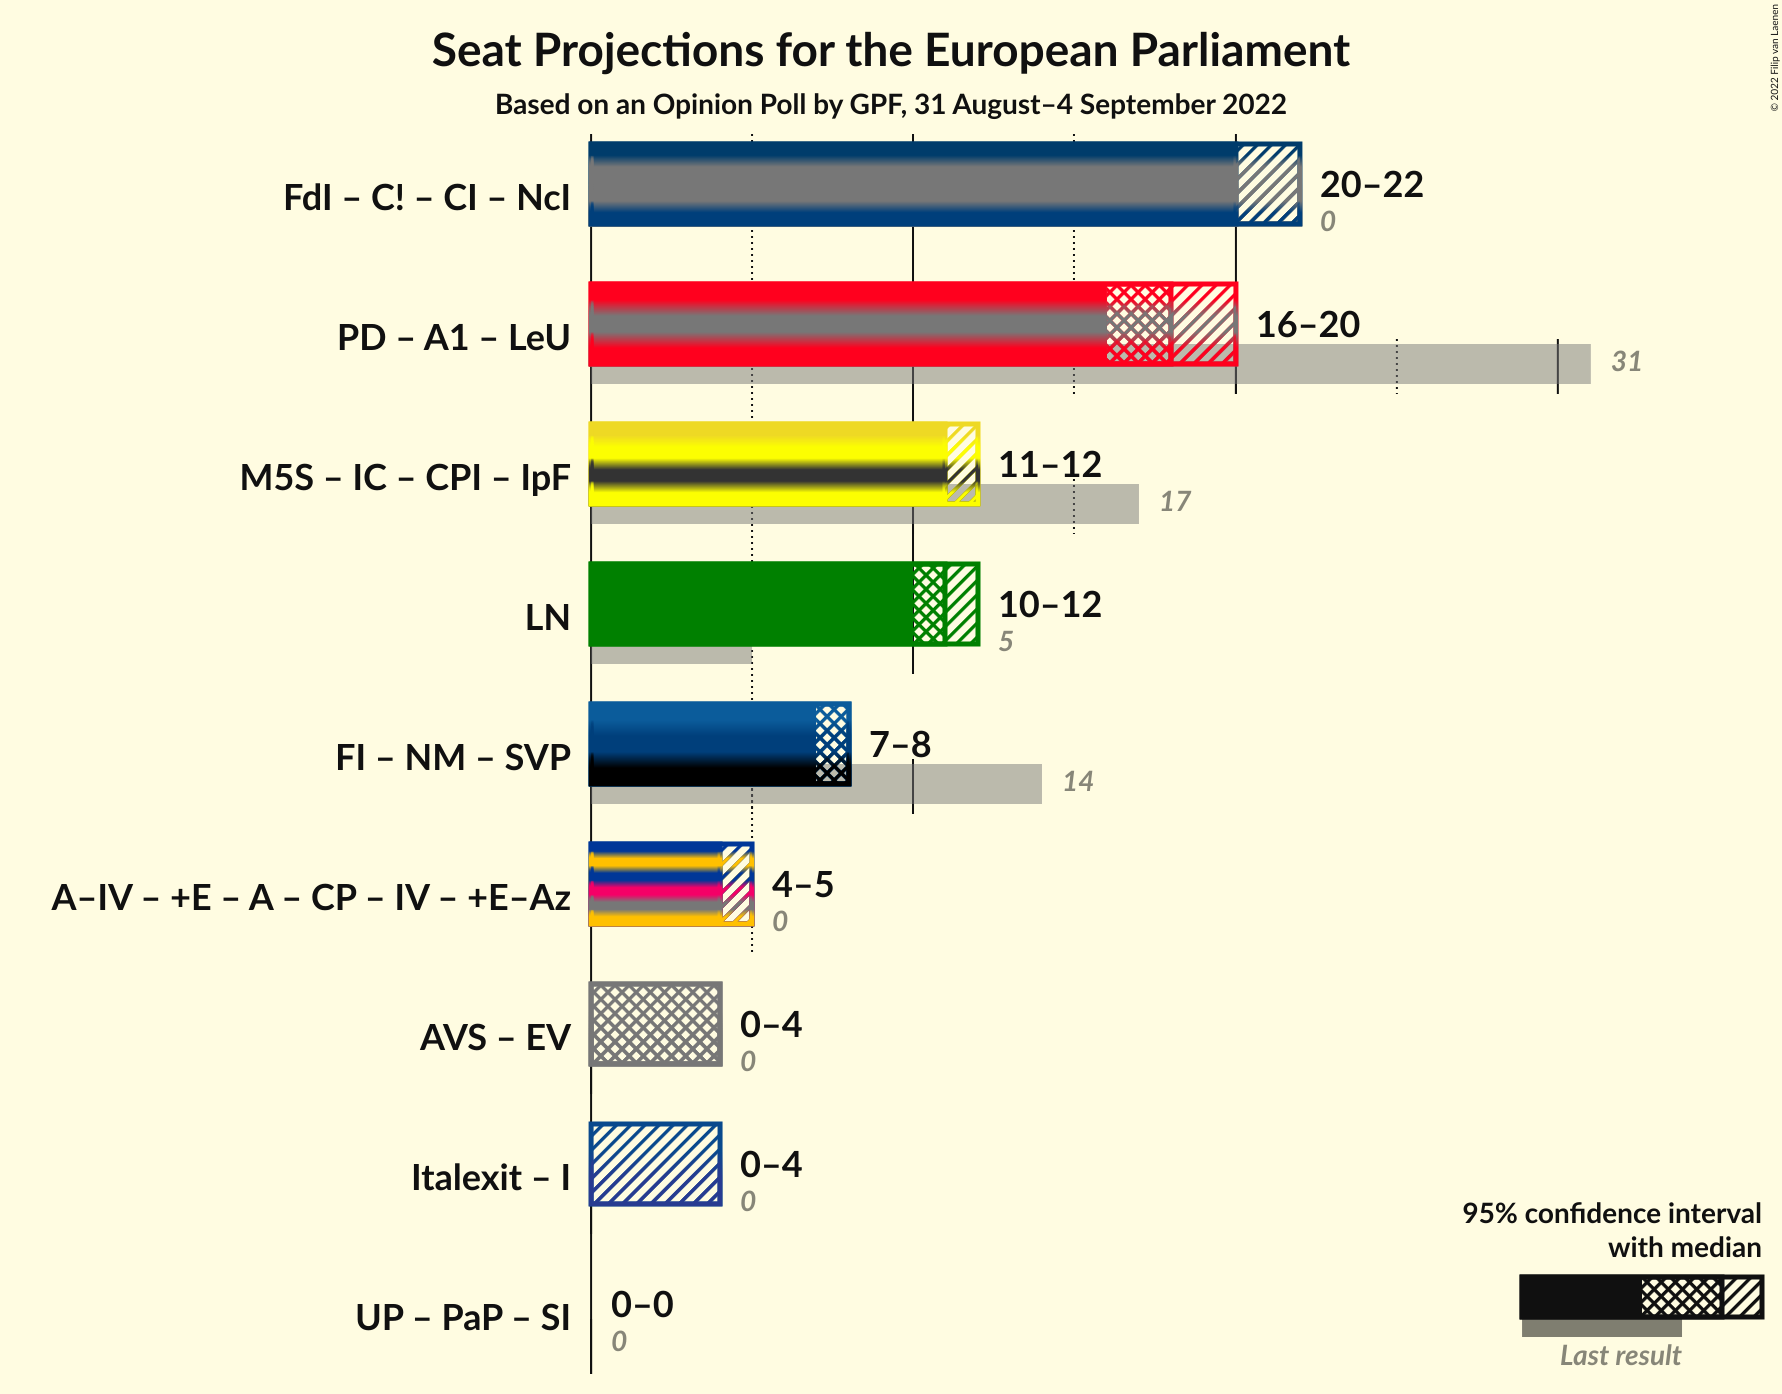 Seat Projections for the European Parliament
Based on an Opinion Poll by GPF, 31 August–4 September 2022
© 2022 Filip van Laenen
FdI – C! – CI – NcI
20–22
0
PD – A1 – LeU
16–20
31
M5S – IC – CPI – IpF
11–12
17
LN
10–12
5
FI – NM – SVP
7–8
14
A–IV – +E – A – CP – IV – +E–Az
4–5
0
AVS – EV
0–4
0
Italexit – I
0–4
0
UP – PaP – SI
0–0
0
95% confidence interval
with median
Last result